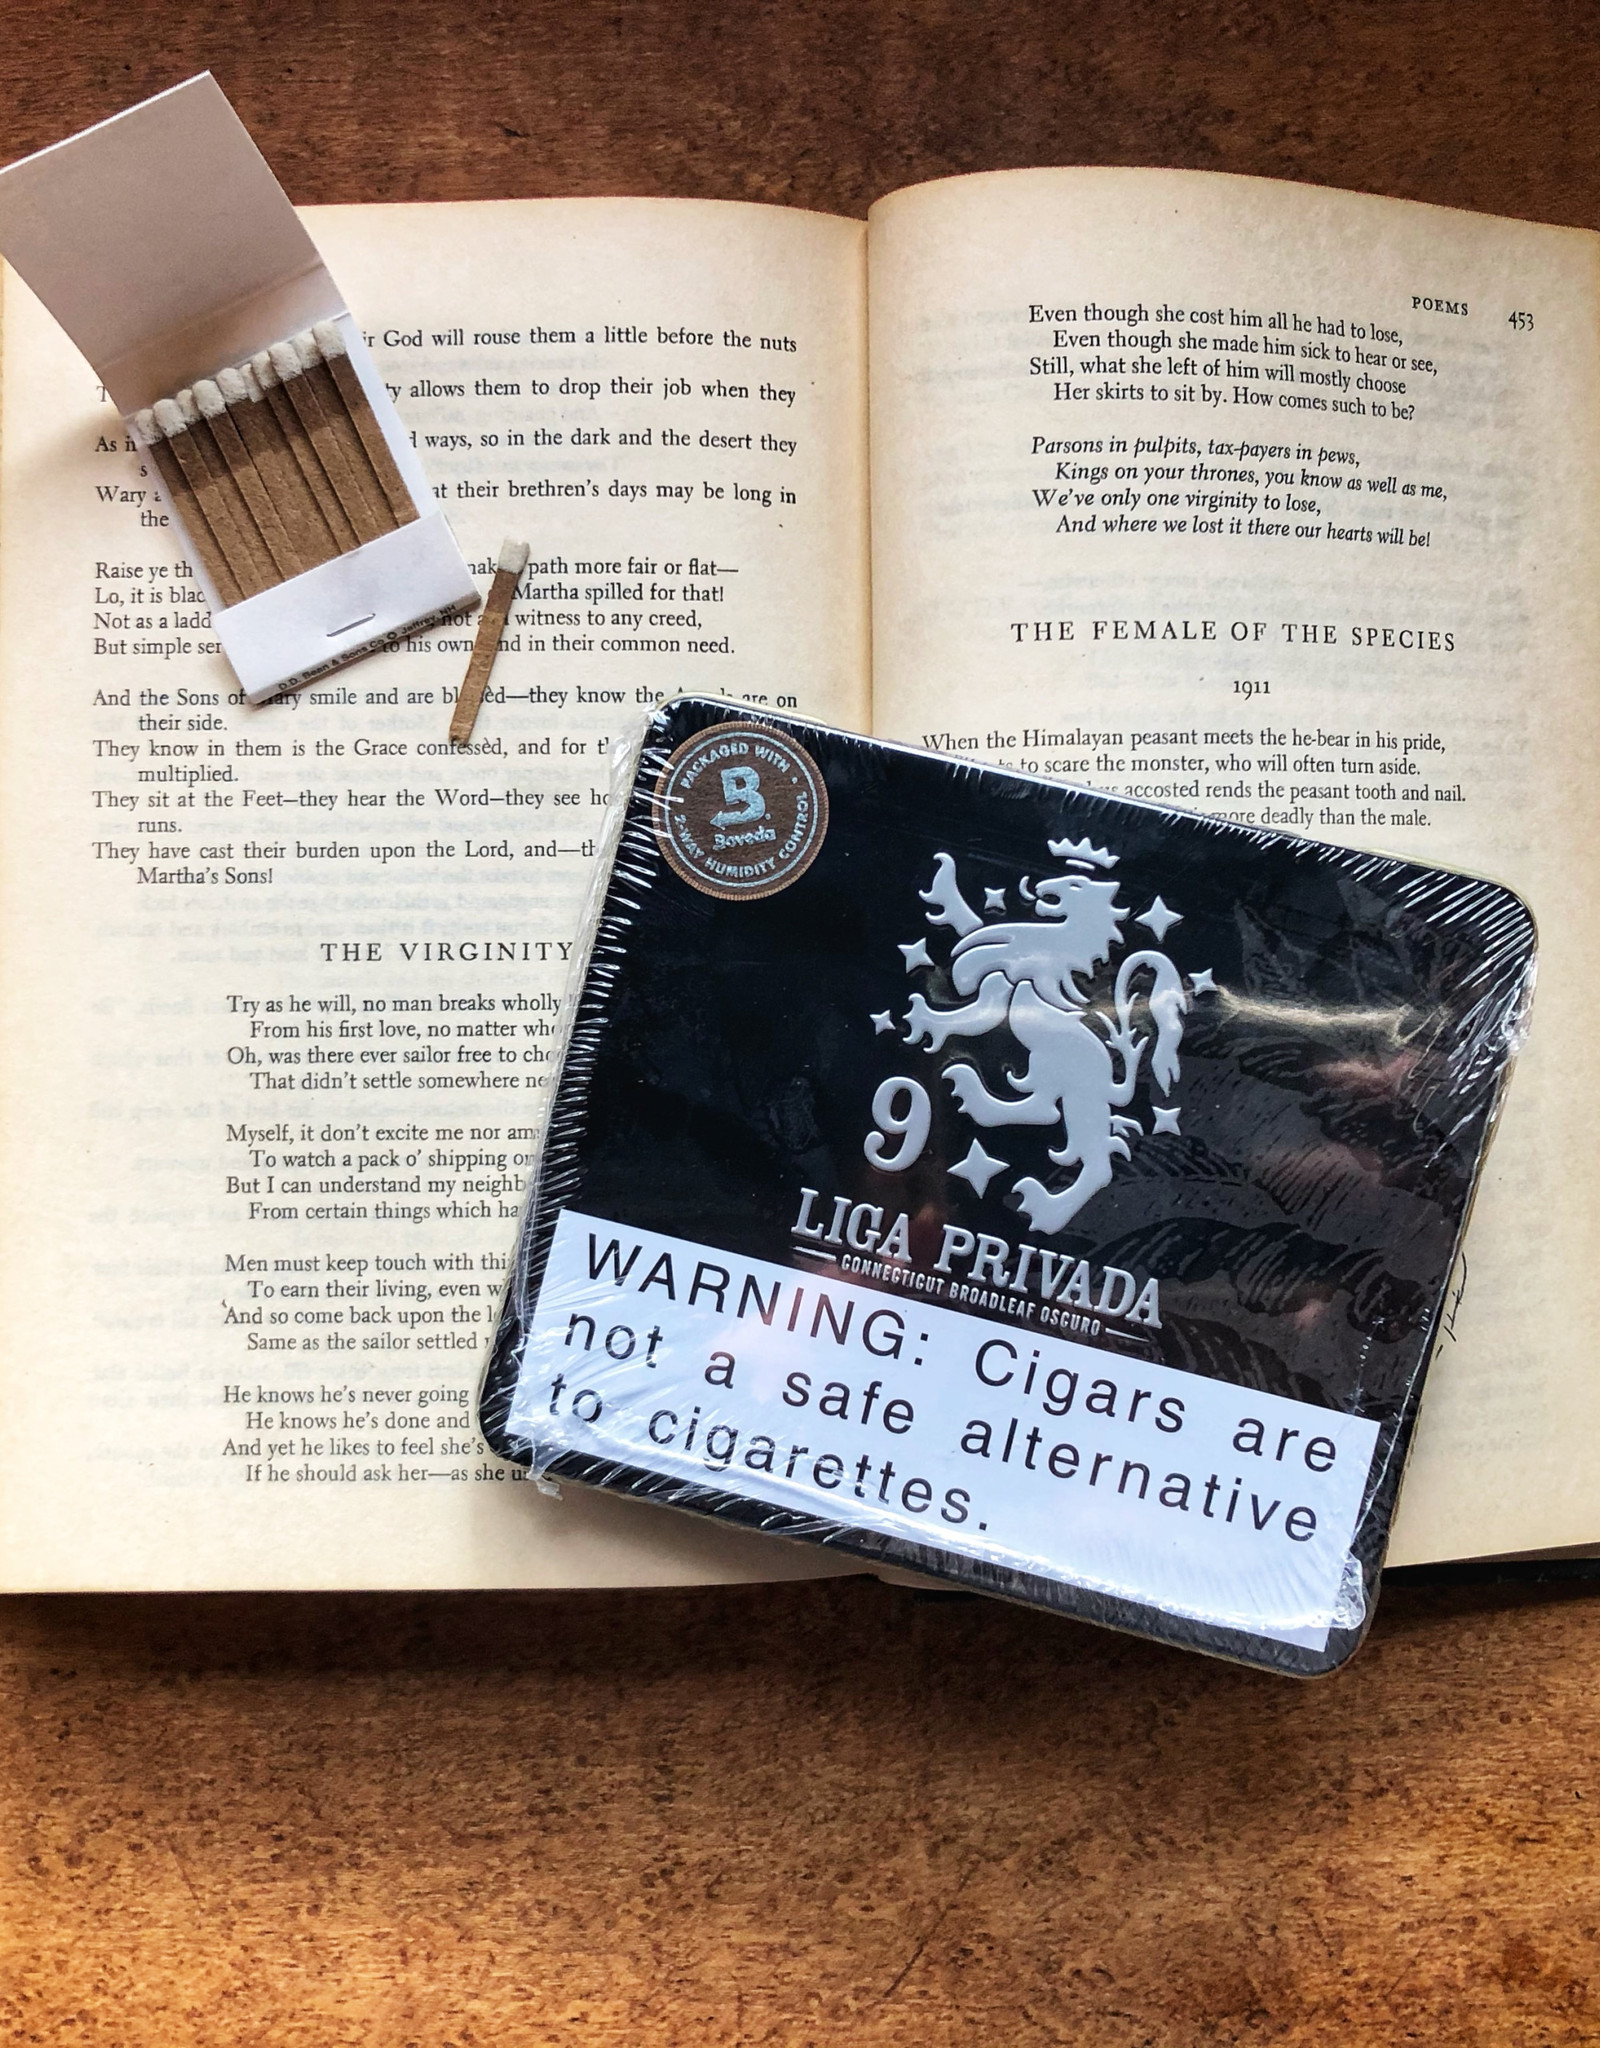 God will rouse them a little before the nuts
allows them to drop their job when they
As in
ways, so in the dark and the desert they
s
Wary
at their brethren's days may be long in
the
Raise ye
path more fair or flat—
Lo, it is
Martha spilled for that!
Not as a
witness to any creed,
But simple
his own
in their common need.
And the Sons of Mary smile and are blessèd—they know the Angels are on
their side.
They know in them is the Grace confessèd, and for
multiplied.
They sit at the Feet—they hear the Word—they see
runs.
They have cast their burden upon the Lord, and—
Martha's Sons!
THE VIRGINITY
Try as he will, no man breaks wholly
From his first love, no matter
Oh, was there ever sailor free to
That didn't settle somewhere
Myself, it don't excite me nor
To watch a pack o' shipping
But I can understand my
From certain things which
Men must keep touch with
To earn their living, even
And so come back upon the
Same as the sailor settled
He knows he's never going
He knows he's done and
And yet he likes to feel she's
If he should ask her—as she
D.D. Bean & Sons Co © Jaffrey, NH
POEMS 453
Even though she cost him all he had to lose,
Even though she made him sick to hear or see,
Still, what she left of him will mostly choose
Her skirts to sit by. How comes such to be?
Parsons in pulpits, tax-payers in pews,
Kings on your thrones, you know as well as me,
We've only one virginity to lose,
And where we lost it there our hearts will be!
THE FEMALE OF THE SPECIES
1911
When the Himalayan peasant meets the he-bear in his pride,
to scare the monster, who will often turn aside.
accosted rends the peasant tooth and nail.
more deadly than the male.
PACKAGED WITH
B
Boveda
2-WAY HUMIDITY CONTROL
9
LIGA PRIVADA
CONNECTICUT BROADLEAF OSCURO
WARNING: Cigars are
not a safe alternative
to cigarettes.